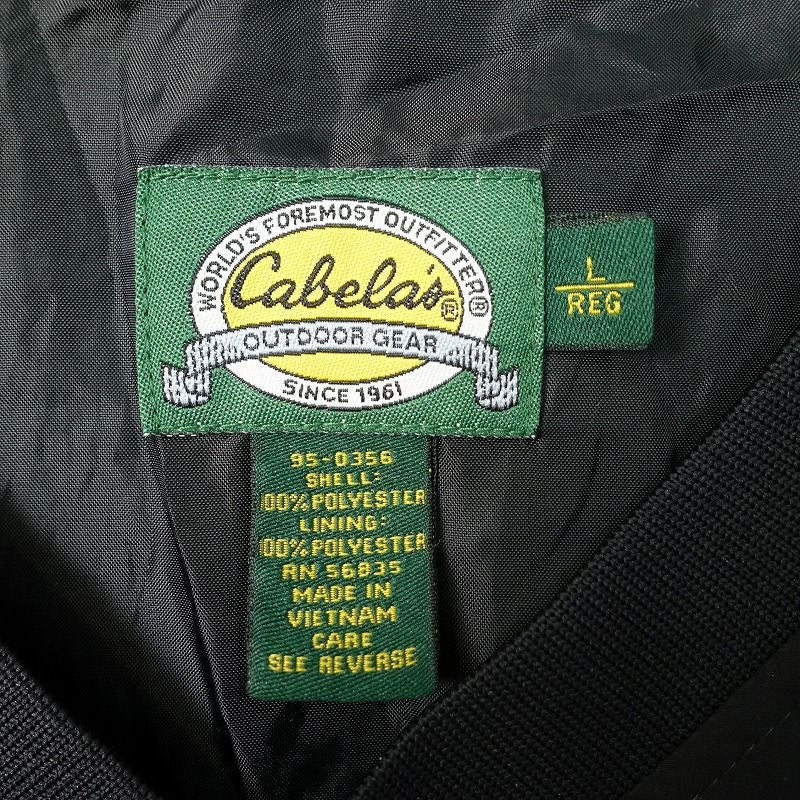 WORLD'S FOREMOST OUTFITTER®
Cabela's®
OUTDOOR GEAR
SINCE 1961
L
REG
95-0356
SHELL:
100% POLYESTER
LINING:
100% POLYESTER
RN 56835
MADE IN
VIETNAM
CARE
SEE REVERSE